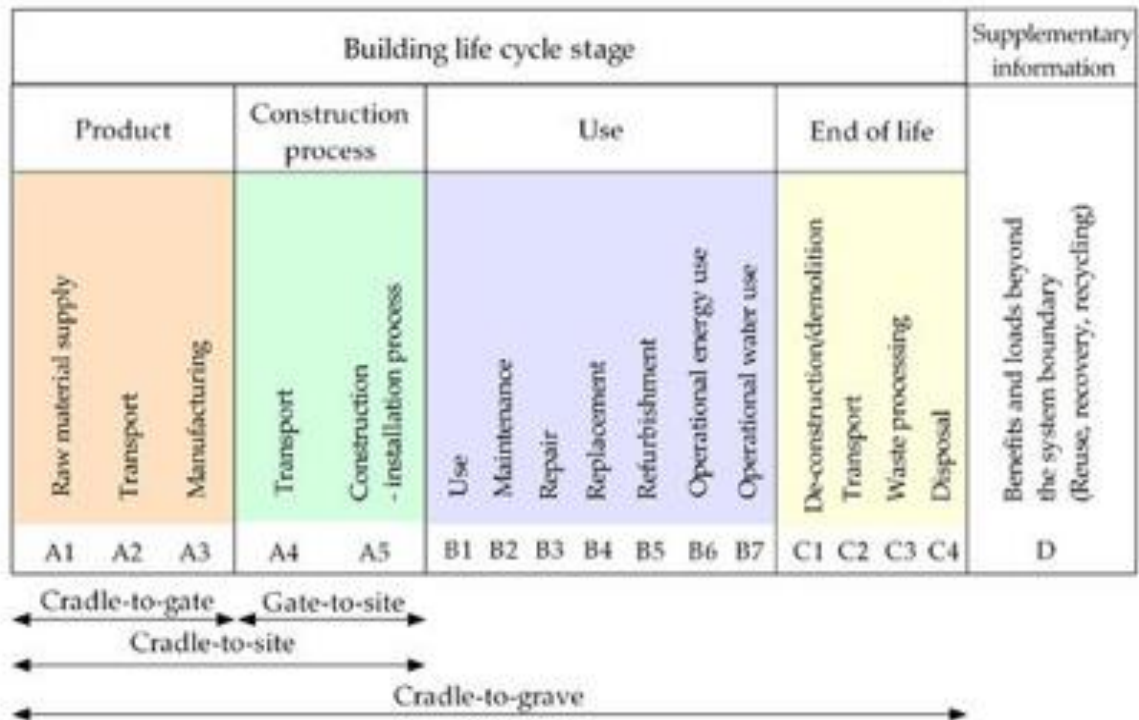 Building life cycle stage
Supplementary
information
Product
Construction
process
Use
End of life
Raw material supply
Transport
Manufacturing
Transport
Construction
- installation process
Use
Maintenance
Repair
Replacement
Refurbishment
Operational energy use
Operational water use
De-construction/demolition
Transport
Waste processing
Disposal
Benefits and loads beyond
the system boundary
(Reuse, recovery, recycling)
A1 A2 A3 A4 A5 B1 B2 B3 B4 B5 B6 B7 C1 C2 C3 C4 D
Cradle-to-gate Gate-to-site
Cradle-to-site
Cradle-to-grave